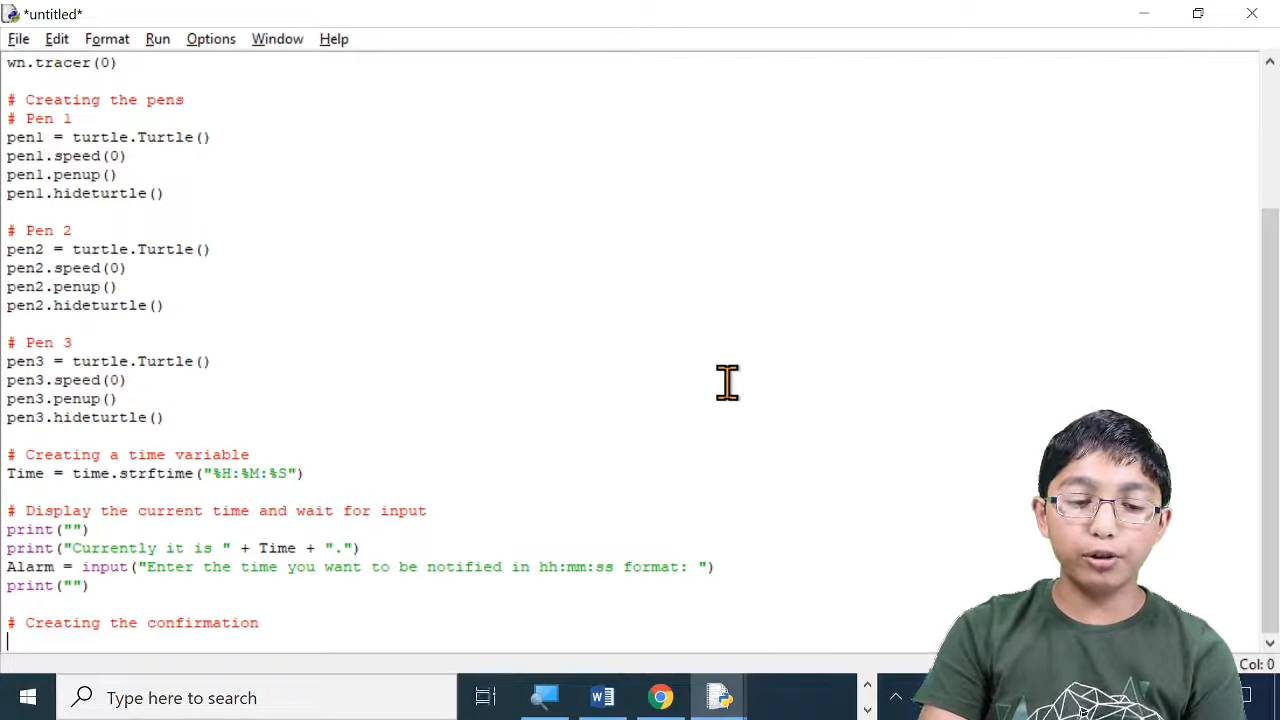 *untitled*
File Edit Format Run Options Window Help
wn.tracer(0)
# Creating the pens
# Pen 1
pen1 = turtle.Turtle()
pen1.speed(0)
pen1.penup()
pen1.hideturtle()
# Pen 2
pen2 = turtle.Turtle()
pen2.speed(0)
pen2.penup()
pen2.hideturtle()
# Pen 3
pen3 = turtle.Turtle()
pen3.speed(0)
pen3.penup()
pen3.hideturtle()
# Creating a time variable
Time = time.strftime("%H:%M:%S")
# Display the current time and wait for input
print("")
print("Currently it is " + Time + ".")
Alarm = input("Enter the time you want to be notified in hh:mm:ss format: ")
print("")
# Creating the confirmation
Col: 0
Type here to search